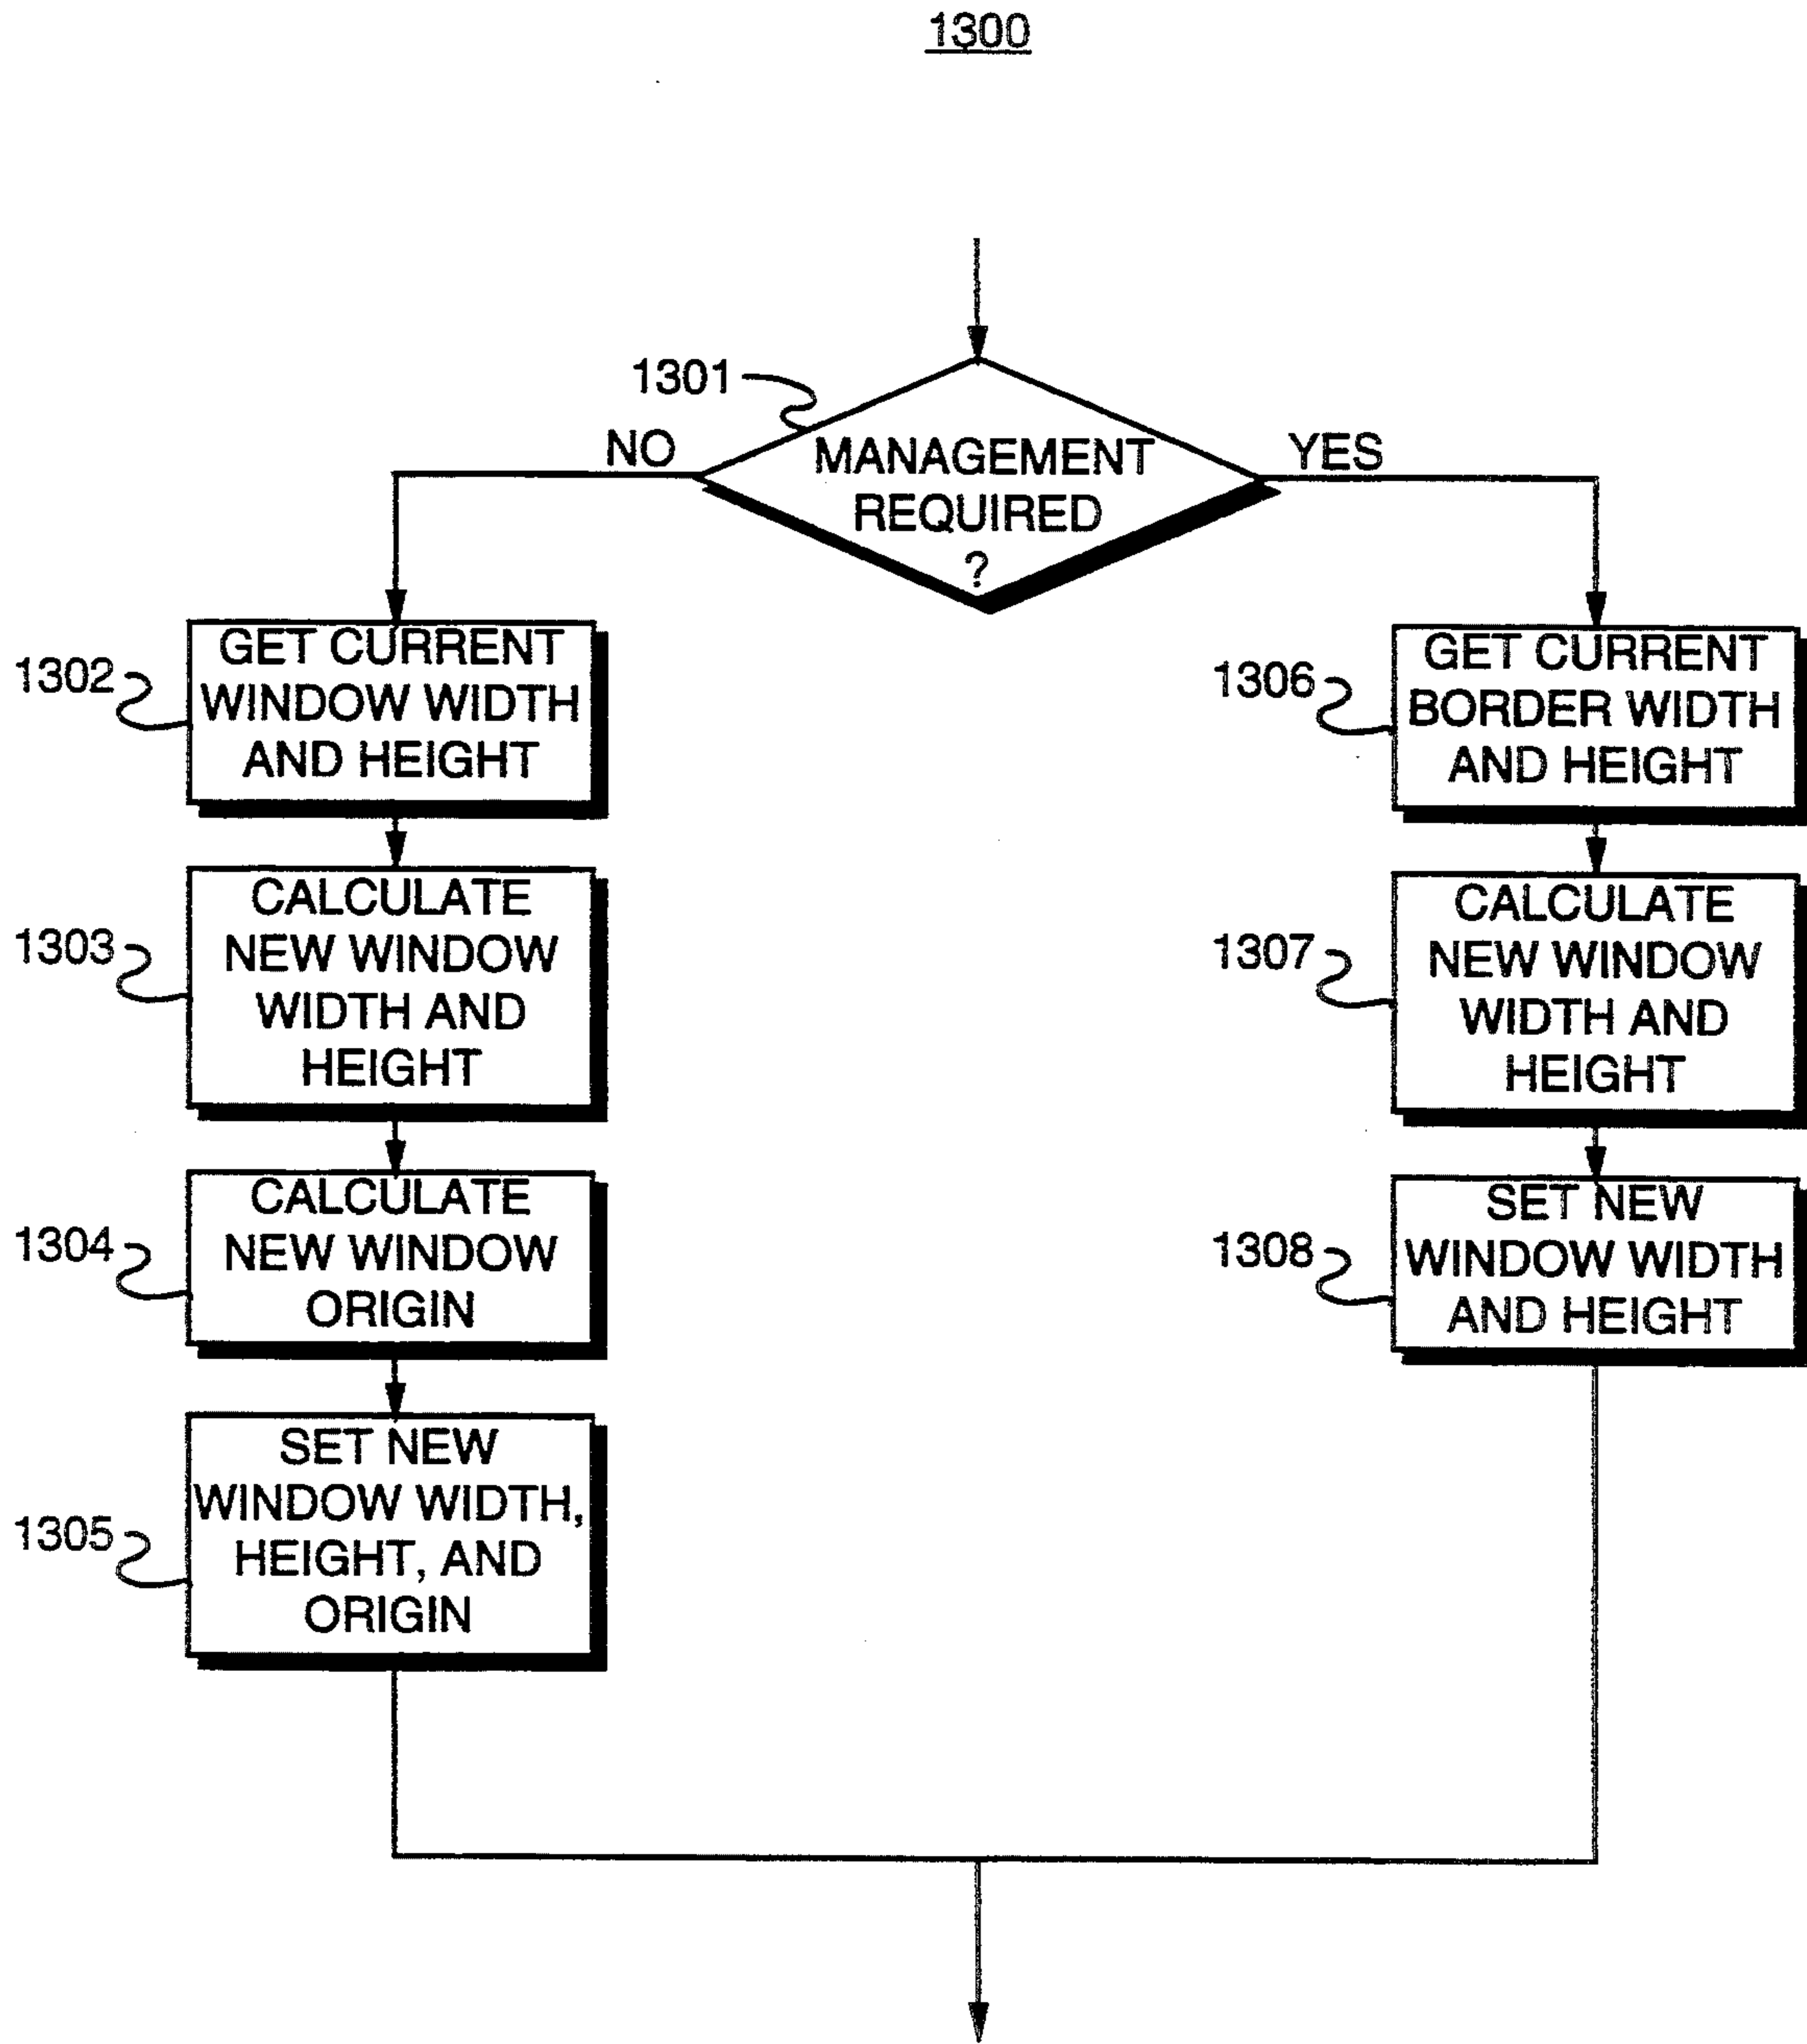 1300
1301
NO
MANAGEMENT
REQUIRED
?
YES
1302
GET CURRENT
WINDOW WIDTH
AND HEIGHT
1303
CALCULATE
NEW WINDOW
WIDTH AND
HEIGHT
1304
CALCULATE
NEW WINDOW
ORIGIN
1305
SET NEW
WINDOW WIDTH,
HEIGHT, AND
ORIGIN
1306
GET CURRENT
BORDER WIDTH
AND HEIGHT
1307
CALCULATE
NEW WINDOW
WIDTH AND
HEIGHT
1308
SET NEW
WINDOW WIDTH
AND HEIGHT